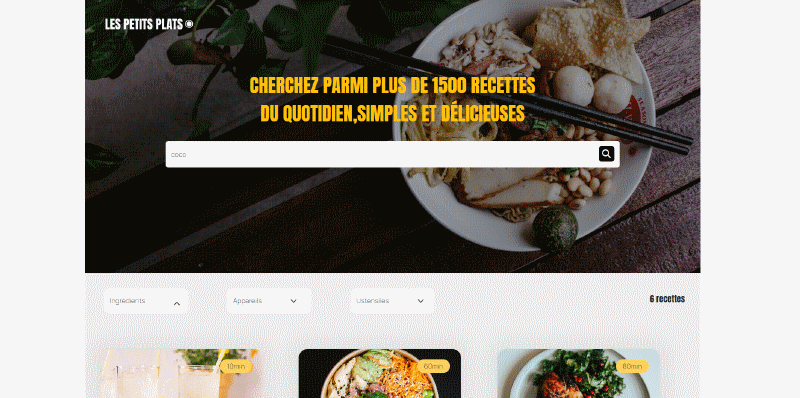 LES PETITS PLATS
CHERCHEZ PARMI PLUS DE 1500 RECETTES
DU QUOTIDIEN,SIMPLES ET DÉLICIEUSES
coco
Ingrédients
Appareils
Ustensiles
6 recettes
10min
60min
80min